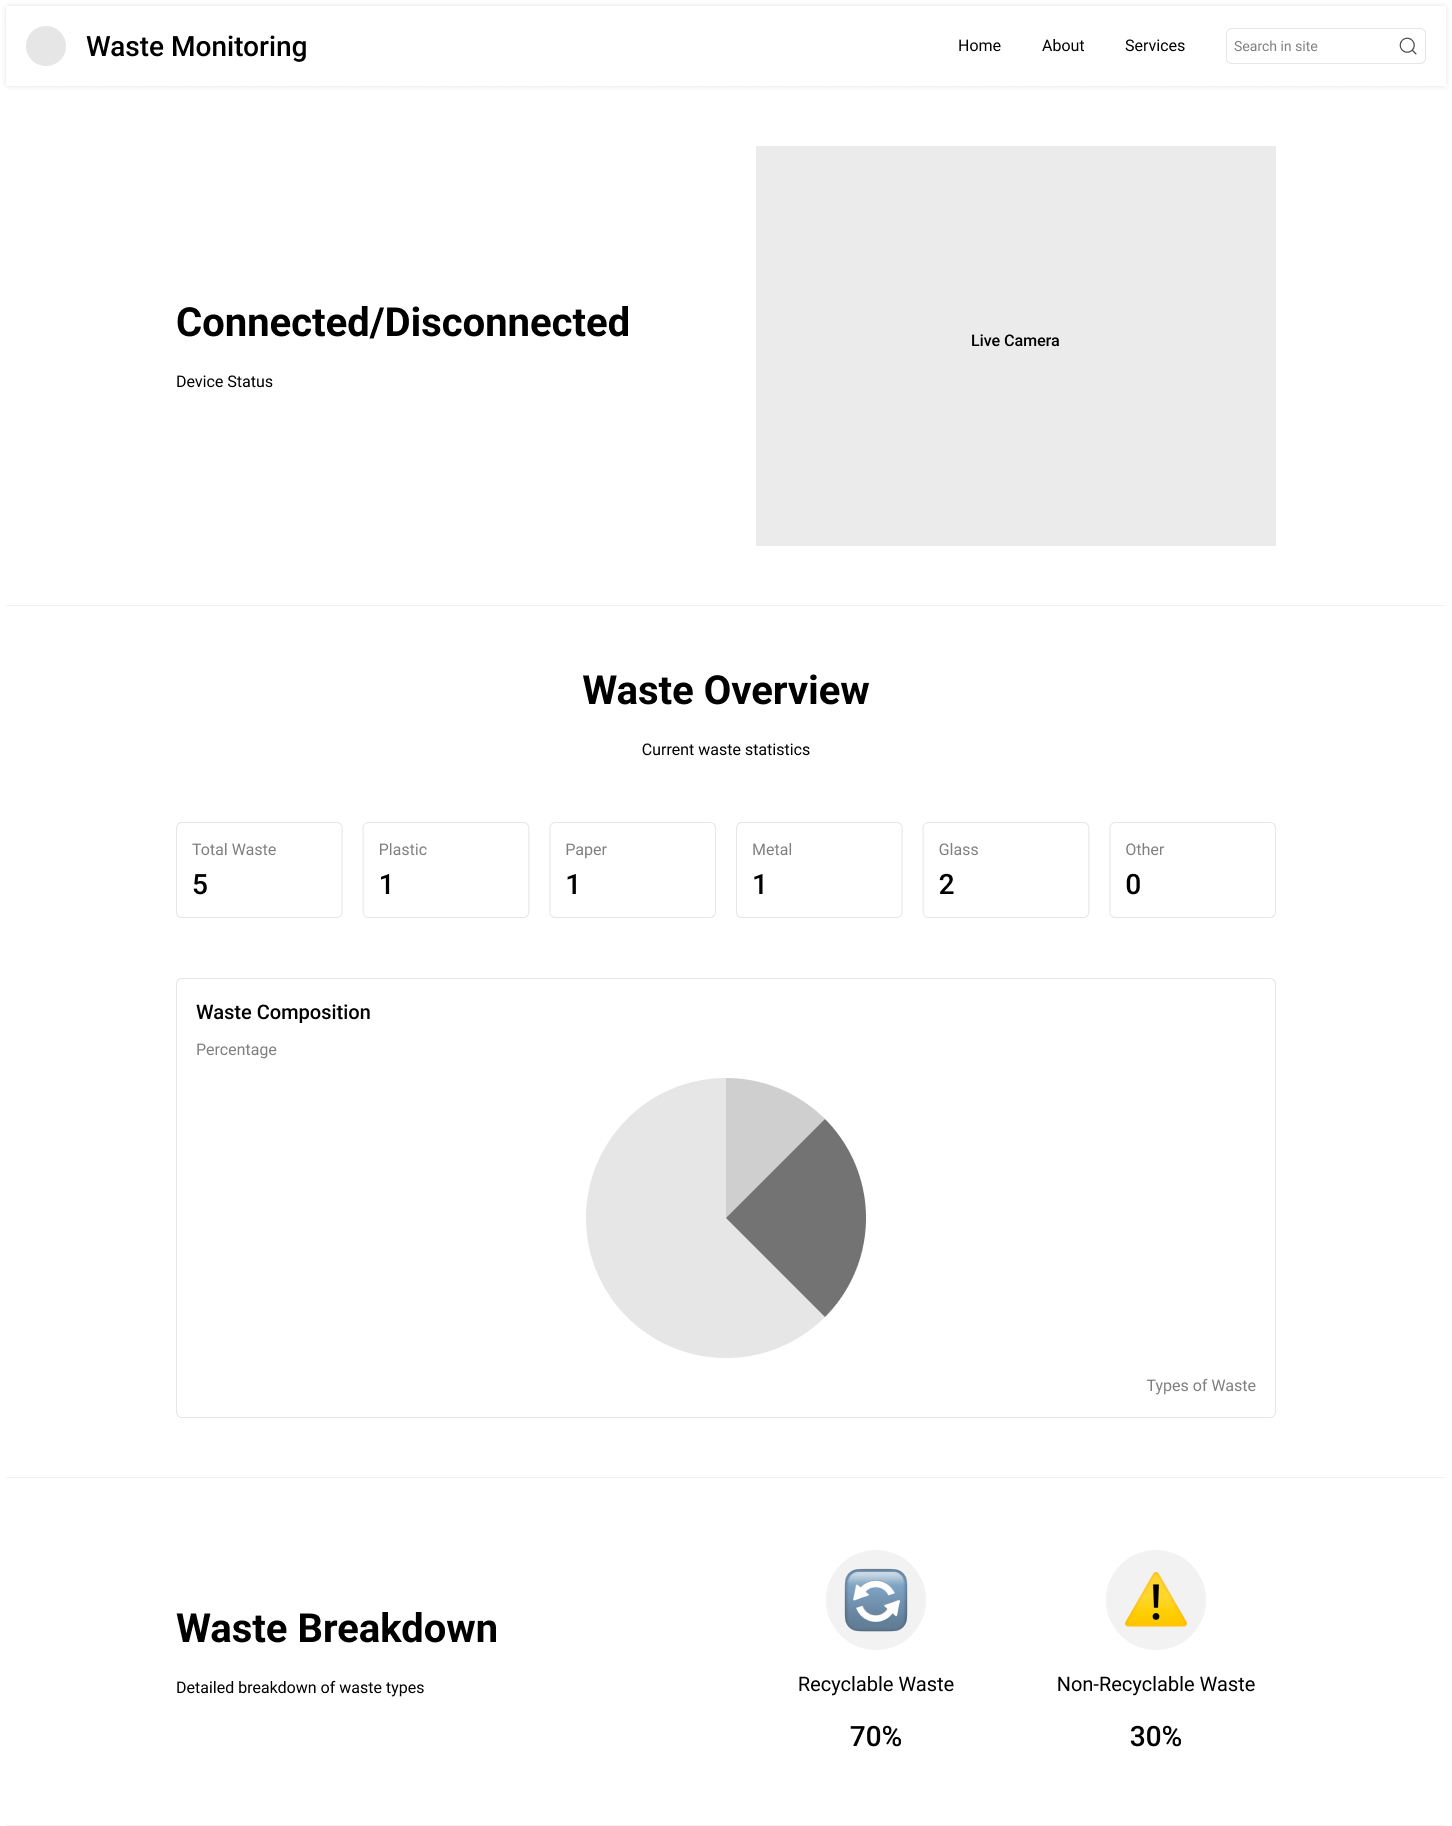 Waste Monitoring
Home
About
Services
Search in site
Connected/Disconnected
Device Status
Live Camera
Waste Overview
Current waste statistics
Total Waste
5
Plastic
1
Paper
1
Metal
1
Glass
2
Other
0
Waste Composition
Percentage
Types of Waste
Waste Breakdown
Detailed breakdown of waste types
Recyclable Waste
70%
Non-Recyclable Waste
30%